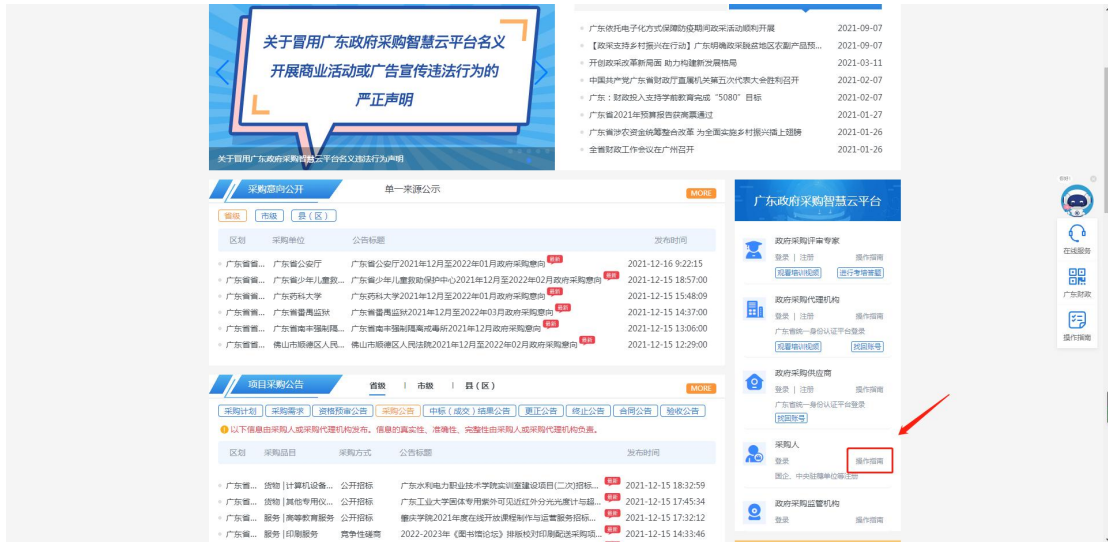 关于冒用广东政府采购智慧云平台名义
开展商业活动或广告宣传违法行为的
严正声明
关于冒用广东政府采购智慧云平台名义违法行为声明
广东依托电子化方式保障防疫期间政采活动顺利开展 2021-09-07
【政采支持乡村振兴在行动】广东明确政采脱贫地区农副产品预... 2021-09-07
开创政采改革新局面 助力构建新发展格局 2021-03-11
中国共产党广东省财政厅直属机关第五次代表大会胜利召开 2021-02-07
广东：财政投入支持学前教育完成“5080”目标 2021-02-07
广东省2021年预算报告获高票通过 2021-01-27
广东省涉农资金统筹整合改革 为全面实施乡村振兴插上翅膀 2021-01-26
全省财政工作会议在广州召开 2021-01-26
采购意向公开 单一来源公示 MORE
省级 市级 县（区）
区划 采购单位 公告标题 发布时间
广东省省... 广东省公安厅 广东省公安厅2021年12月至2022年01月政府采购意向 最新 2021-12-16 9:22:15
广东省省... 广东省少年儿童救... 广东省少年儿童救助保护中心2021年12月至2022年02月政府采购意向 最新 2021-12-15 18:57:00
广东省省... 广东药科大学 广东药科大学2021年12月至2022年01月政府采购意向 最新 2021-12-15 15:48:09
广东省省... 广东省番禺监狱 广东省番禺监狱2021年12月至2022年03月政府采购意向 最新 2021-12-15 14:37:00
广东省省... 广东省南丰强制隔... 广东省南丰强制隔离戒毒所2021年12月政府采购意向 最新 2021-12-15 13:06:00
广东省省... 佛山市顺德区人民... 佛山市顺德区人民法院2021年12月至2022年02月政府采购意向 最新 2021-12-15 12:29:00
项目采购公告 省级 | 市级 | 县（区） MORE
采购计划 采购需求 资格预审公告 采购公告 中标（成交）结果公告 更正公告 终止公告 合同公告 验收公告
以下信息由采购人或采购代理机构发布。信息的真实性、准确性、完整性由采购人或采购代理机构负责。
区划 采购品目 采购方式 公告标题 发布时间
广东省... 货物|计算机设备... 公开招标 广东水利电力职业技术学院实训室建设项目(二次)招标... 最新 2021-12-15 18:32:59
广东省... 货物|其他专用仪... 公开招标 广东工业大学固体专用紫外可见近红外分光光度计与超... 最新 2021-12-15 17:45:34
广东省... 服务|高等教育服务 公开招标 肇庆学院2021年度在线开放课程制作与运营服务招标... 最新 2021-12-15 17:32:12
广东省... 服务|印刷服务 竞争性磋商 2022-2023年《图书馆论坛》排版校对印刷配送采购项... 最新 2021-12-15 14:33:46
广东政府采购智慧云平台
政府采购评审专家
登录 | 注册 操作指南
观看培训视频 进行考培答题
政府采购代理机构
登录 | 注册 操作指南
广东省统一身份认证平台登录
观看培训视频 找回账号
政府采购供应商
登录 | 注册 操作指南
广东省统一身份认证平台登录
找回账号
采购人
登录 操作指南
国企、中央驻穗单位等注册
政府采购监管机构
登录 操作指南
在线服务
广东财政
操作指南